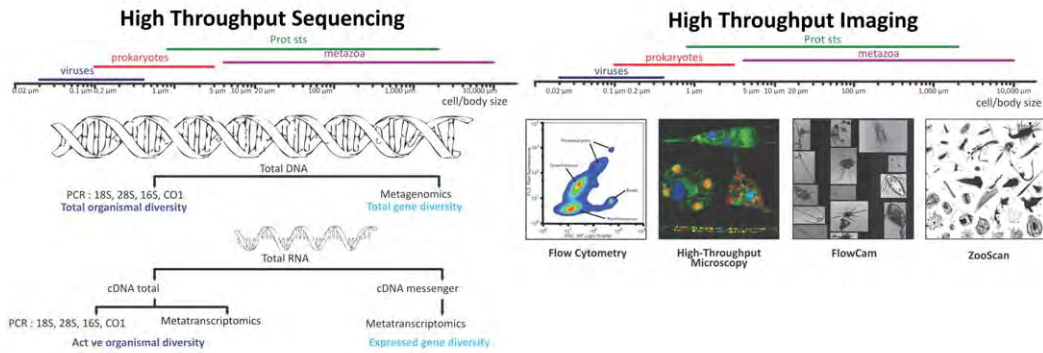 High Throughput Sequencing
Prot sts
prokaryotes
metazoa
viruses
0.02 µm 0.1 µm 0.2 µm 1 µm 5 µm 10 µm 20 µm 100 µm 1000 µm 10,000 µm
cell/body size
Total DNA
PCR : 18S, 28S, 16S, CO1
Total organismal diversity
Metagenomics
Total gene diversity
Total RNA
cDNA total
cDNA messenger
PCR : 18S, 28S, 16S, CO1
Metatranscriptomics
Metatranscriptomics
Act ve organismal diversity
Expressed gene diversity
High Throughput Imaging
Prot sts
prokaryotes
metazoa
viruses
0.02 µm 0.1 µm 0.2 µm 1 µm 5 µm 10 µm 20 µm 100 µm 1000 µm 10,000 µm
cell/body size
Flow Cytometry
High-Throughput
Microscopy
FlowCam
ZooScan